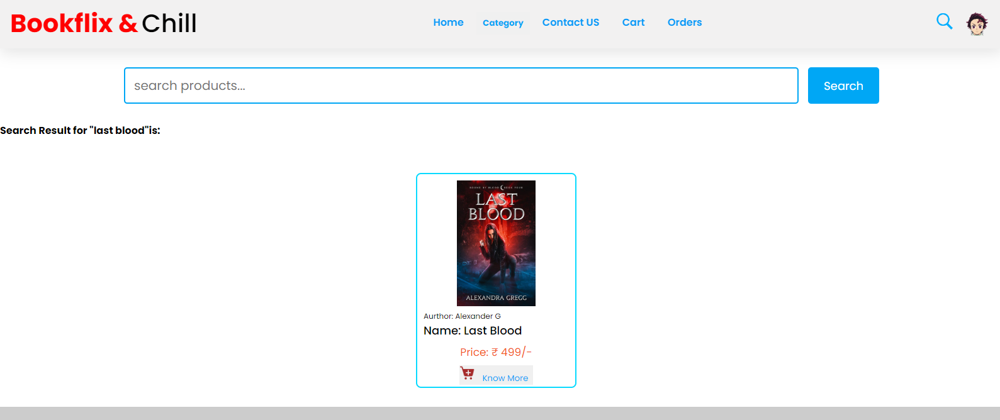 Bookflix & Chill
Home Category Contact US Cart Orders
search products...
Search
Search Result for "last blood"is:
BOUND BY BLOOD BOOK FOUR
LAST
BLOOD
ALEXANDRA GREGG
Aurthor: Alexander G
Name: Last Blood
Price: ₹ 499/-
Know More